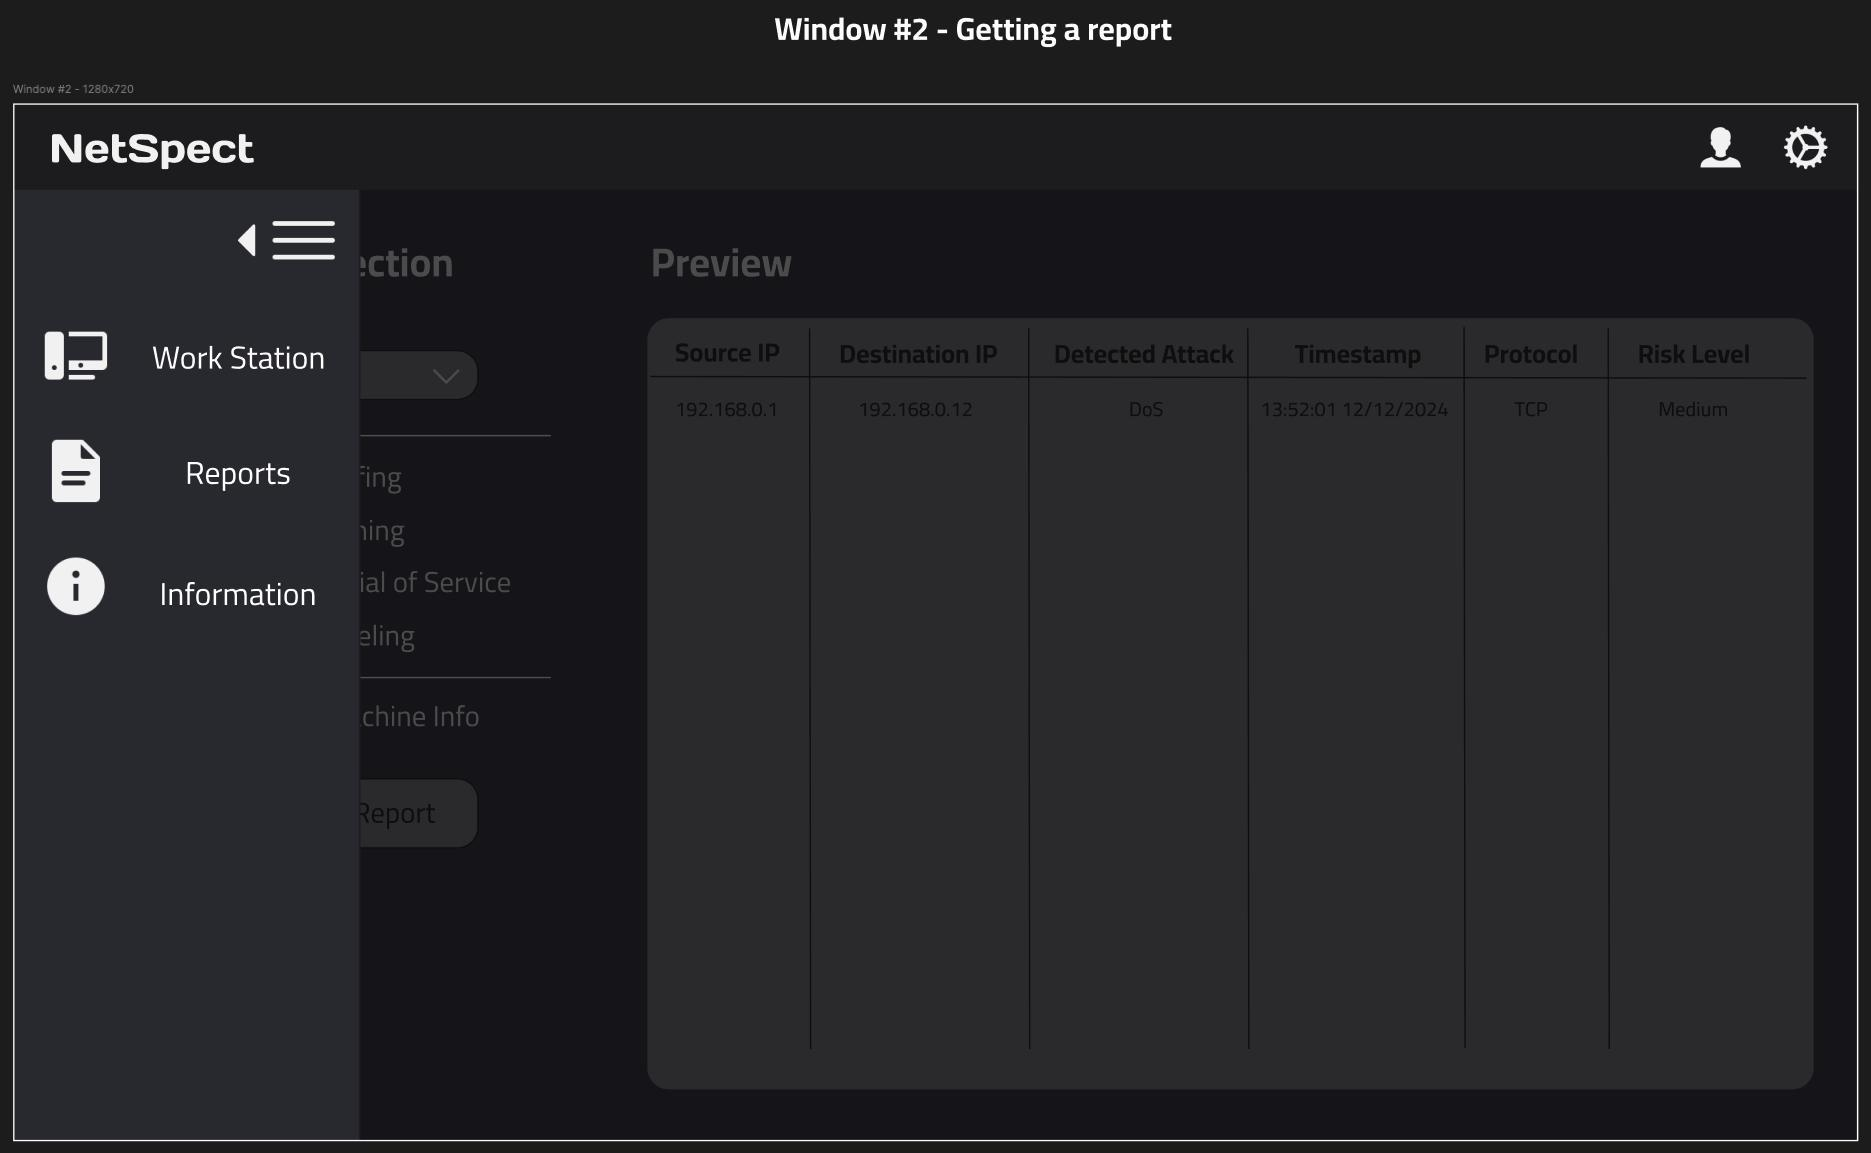 Window #2 - Getting a report
Window #2 - 1280x720
NetSpect
Work Station
Reports
Information
ection
fing
ning
ial of Service
eling
chine Info
Report
Preview
Source IP Destination IP Detected Attack Timestamp Protocol Risk Level
192.168.0.1 192.168.0.12 DoS 13:52:01 12/12/2024 TCP Medium